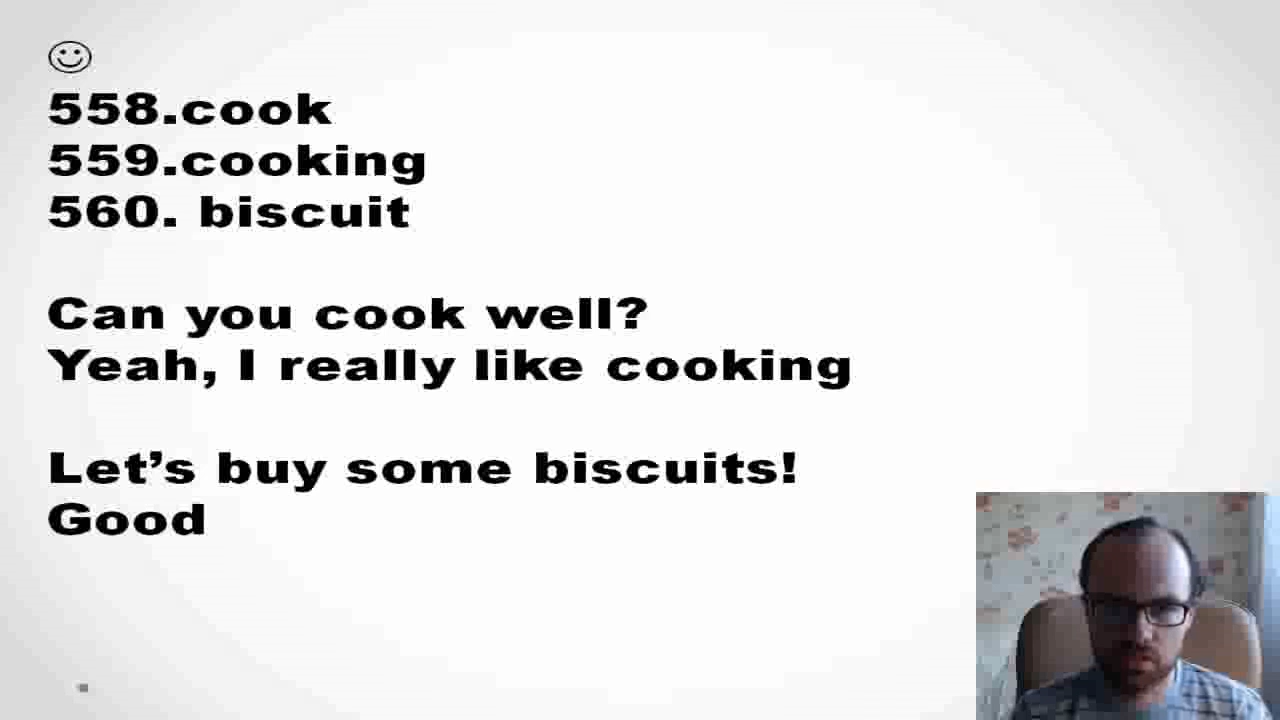 558.cook
559.cooking
560. biscuit
Can you cook well?
Yeah, I really like cooking
Let’s buy some biscuits!
Good